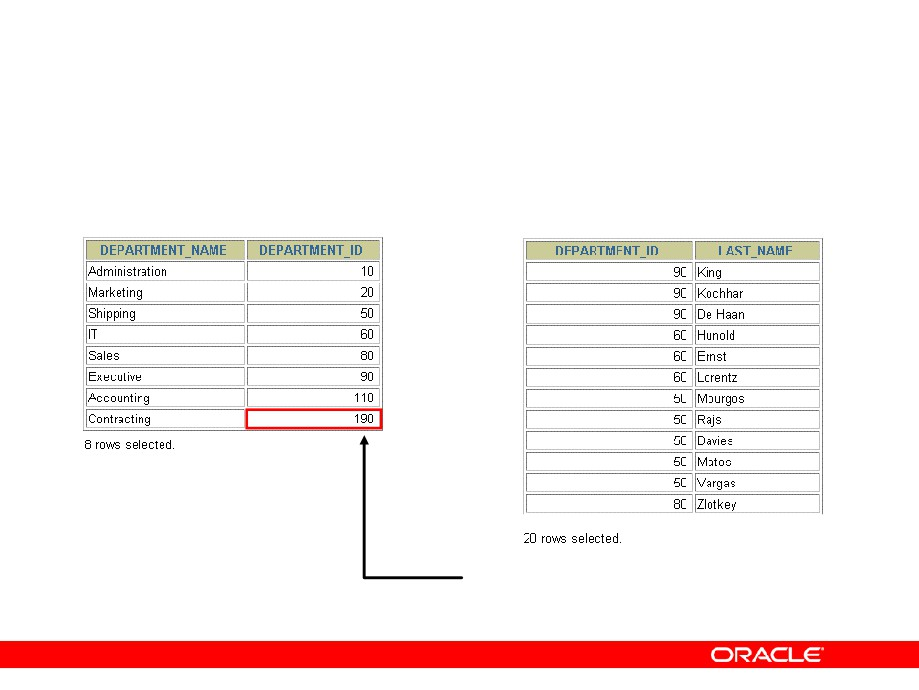 DEPARTMENT_NAME DEPARTMENT_ID
Administration 10
Marketing 20
Shipping 50
IT 60
Sales 80
Executive 90
Accounting 110
Contracting 190
8 rows selected.
DEPARTMENT_ID LAST_NAME
90 King
90 Kochhar
90 De Haan
60 Hunold
60 Ernst
60 Lorentz
50 Mourgos
50 Rajs
50 Davies
50 Matos
50 Vargas
80 Zlotkey
20 rows selected.
ORACLE